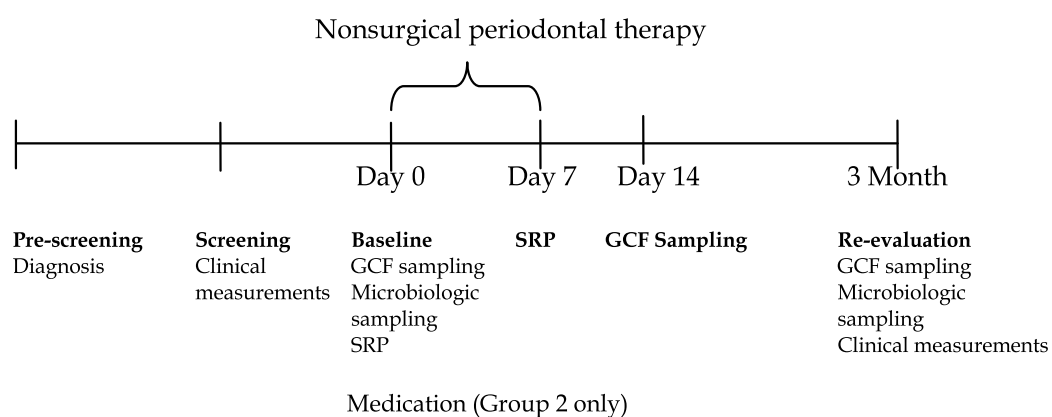 Nonsurgical periodontal therapy
Day 0
Day 7
Day 14
3 Month
Pre-screening
Diagnosis
Screening
Clinical
measurements
Baseline
GCF sampling
Microbiologic
sampling
SRP
SRP
GCF Sampling
Re-evaluation
GCF sampling
Microbiologic
sampling
Clinical measurements
Medication (Group 2 only)